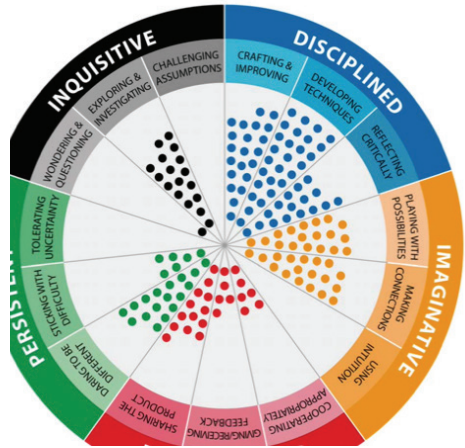 INQUISITIVE
WONDERING &
QUESTIONING
EXPLORING &
INVESTIGATING
CHALLENGING
ASSUMPTIONS
DISCIPLINED
CRAFTING &
IMPROVING
DEVELOPING
TECHNIQUES
REFLECTING
CRITICALLY
IMAGINATIVE
PLAYING WITH
POSSIBILITIES
MAKING
CONNECTIONS
USING
INTUITION
COOPERATING
APPROPRIATELY
GIVING/RECEIVING
FEEDBACK
SHARING THE
PRODUCT
DARING TO BE
DIFFERENT
STICKING WITH
DIFFICULTY
TOLERATING
UNCERTAINTY